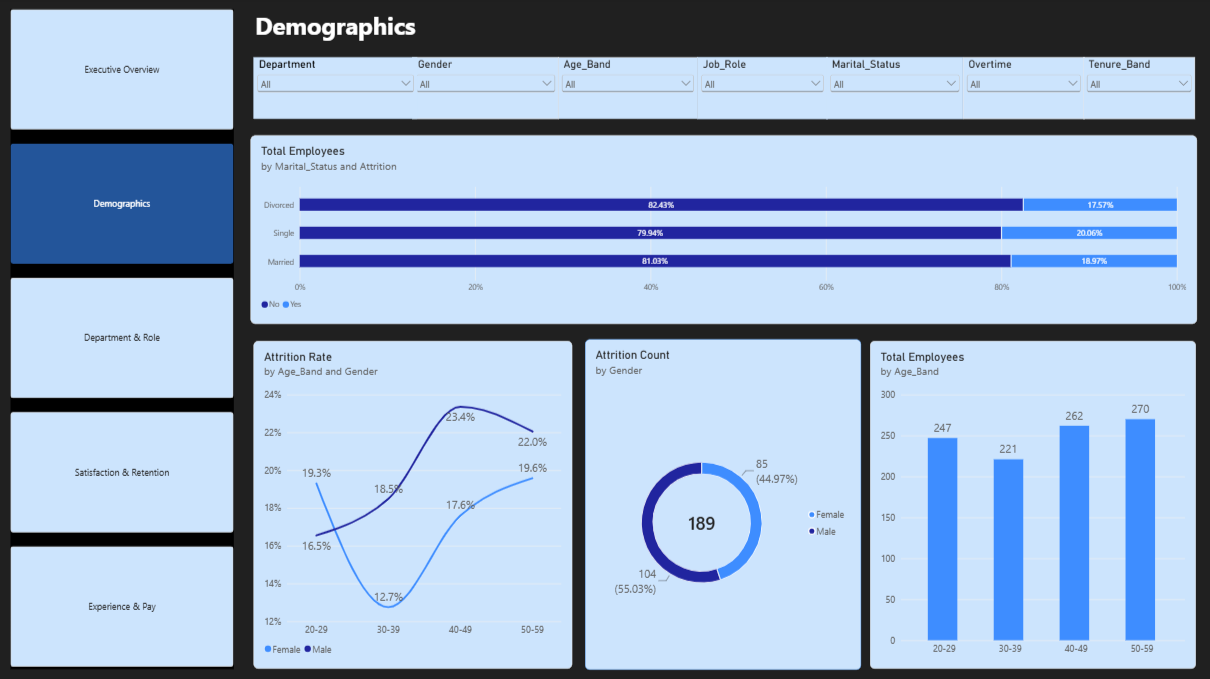 Executive Overview
Demographics
Department & Role
Satisfaction & Retention
Experience & Pay
Demographics
Department Gender Age_Band Job_Role Marital_Status Overtime Tenure_Band
All All All All All All All
Total Employees
by Marital_Status and Attrition
Divorced 82.43% 17.57%
Single 79.94% 20.06%
Married 81.03% 18.97%
0% 20% 40% 60% 80% 100%
No Yes
Attrition Rate
by Age_Band and Gender
24%
22%
20%
18%
16%
14%
12%
19.3%
16.5%
18.5%
12.7%
23.4%
17.6%
22.0%
19.6%
20-29 30-39 40-49 50-59
Female Male
Attrition Count
by Gender
85
(44.97%)
189
104
(55.03%)
Female
Male
Total Employees
by Age_Band
300
250
200
150
100
50
0
247 221 262 270
20-29 30-39 40-49 50-59